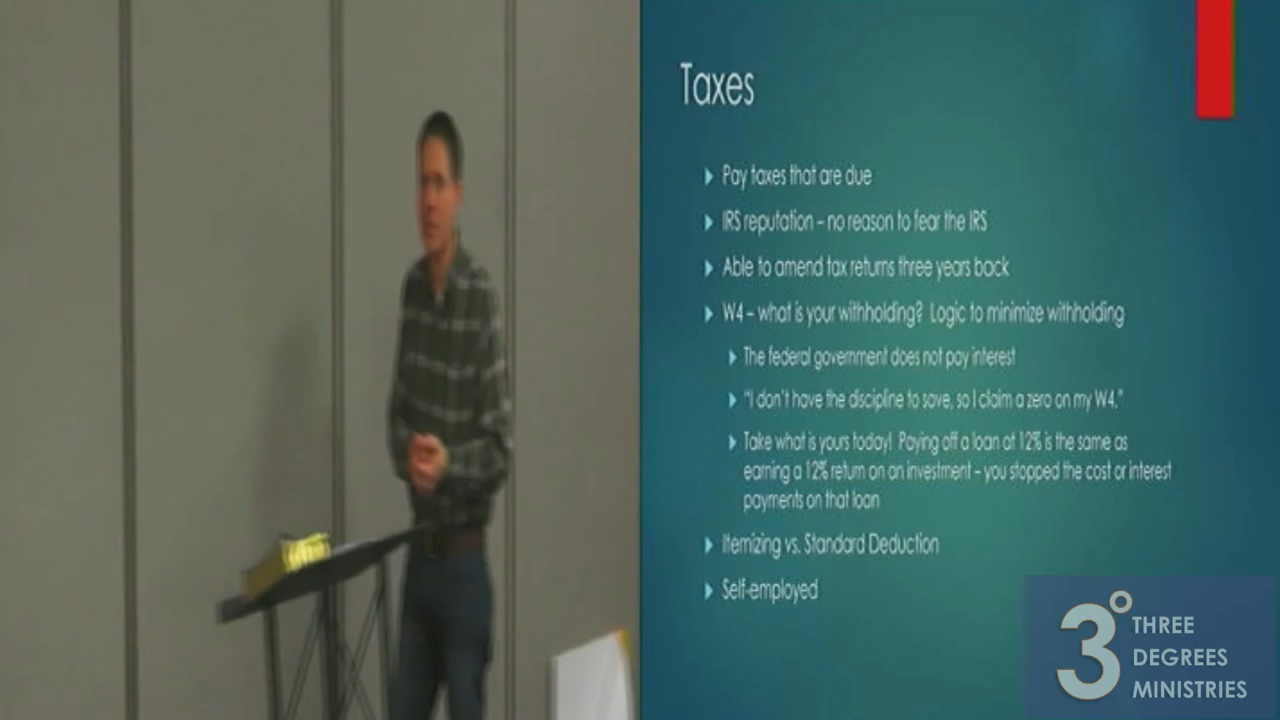 Taxes
Pay taxes that are due
IRS reputation – no reason to fear the IRS
Able to amend tax returns three years back
W4 – what is your withholding?  Logic to minimize withholding
The federal government does not pay interest
"I don't have the discipline to save, so I claim a zero on my W4."
Take what is yours today!  Paying off a loan at 12% is the same as
earning a 12% return on an investment – you stopped the cost or interest
payments on that loan
Itemizing vs. Standard Deduction
Self-employed
3° THREE
DEGREES
MINISTRIES